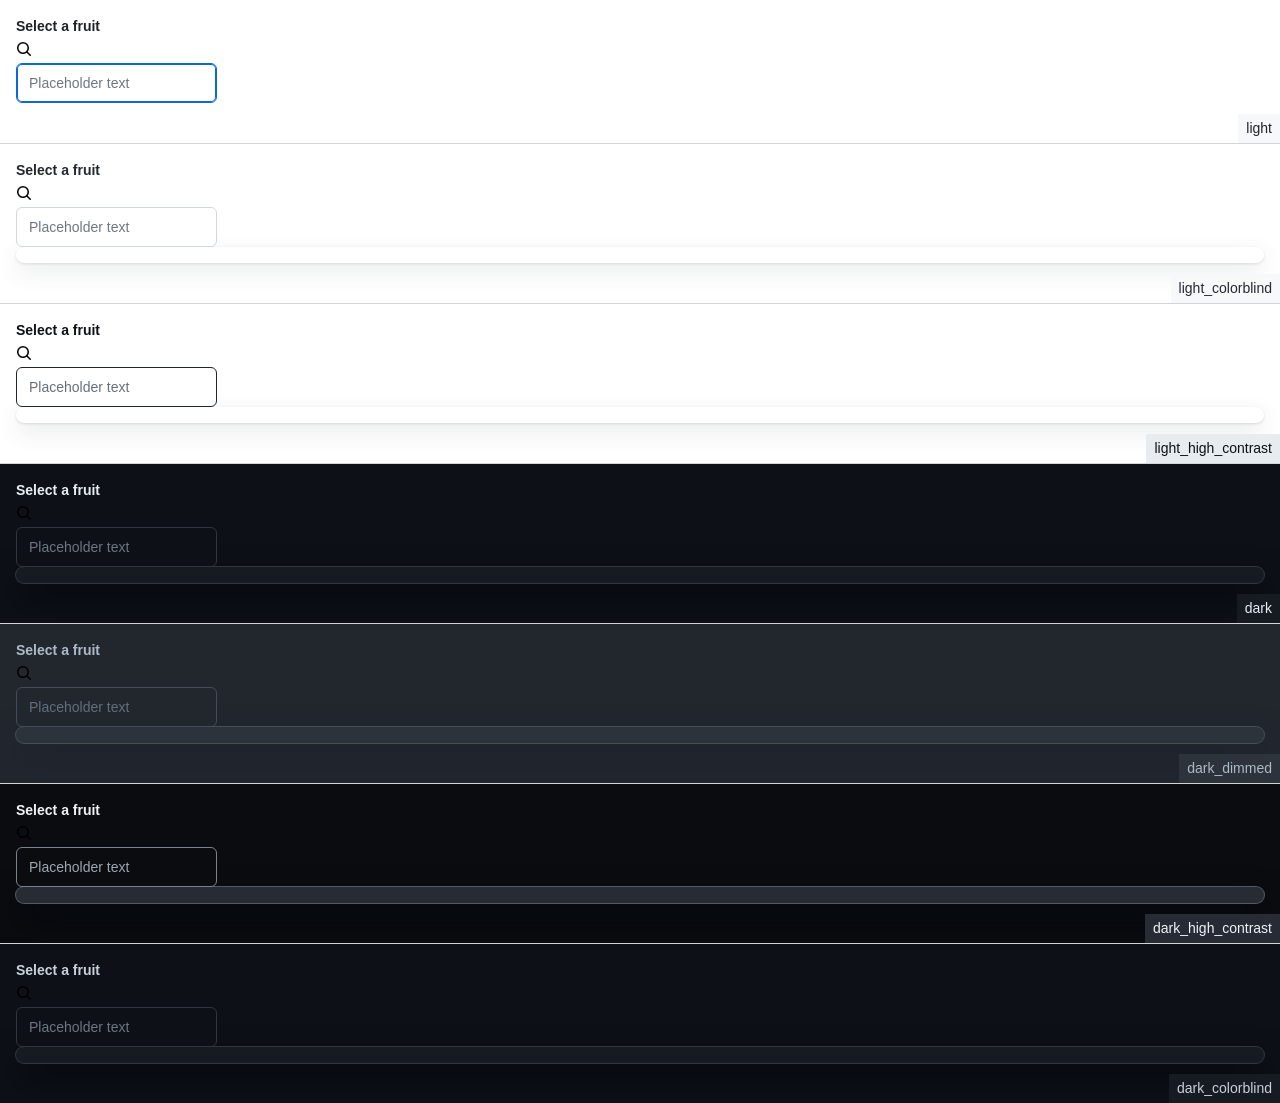 Select a fruit
Placeholder text
light
Select a fruit
Placeholder text
light_colorblind
Select a fruit
Placeholder text
light_high_contrast
Select a fruit
Placeholder text
dark
Select a fruit
Placeholder text
dark_dimmed
Select a fruit
Placeholder text
dark_high_contrast
Select a fruit
Placeholder text
dark_colorblind